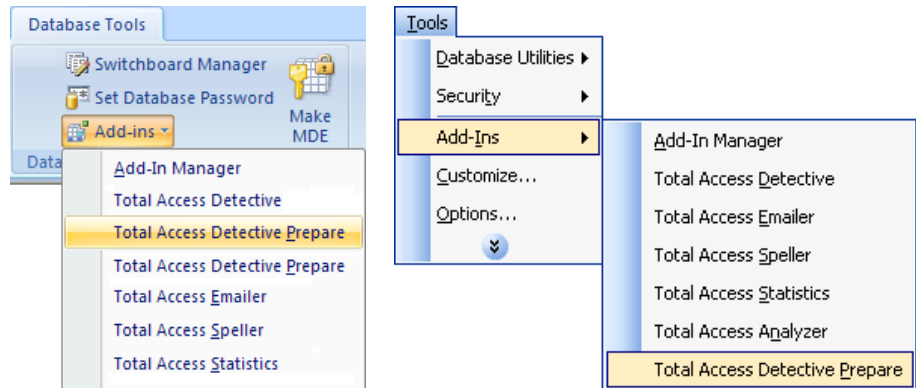 Database Tools
Switchboard Manager
Set Database Password
Add-ins
Make
MDE
Data
Add-In Manager
Total Access Detective
Total Access Detective Prepare
Total Access Detective Prepare
Total Access Emailer
Total Access Speller
Total Access Statistics
Tools
Database Utilities
Security
Add-Ins
Customize...
Options...
Add-In Manager
Total Access Detective
Total Access Emailer
Total Access Speller
Total Access Statistics
Total Access Analyzer
Total Access Detective Prepare